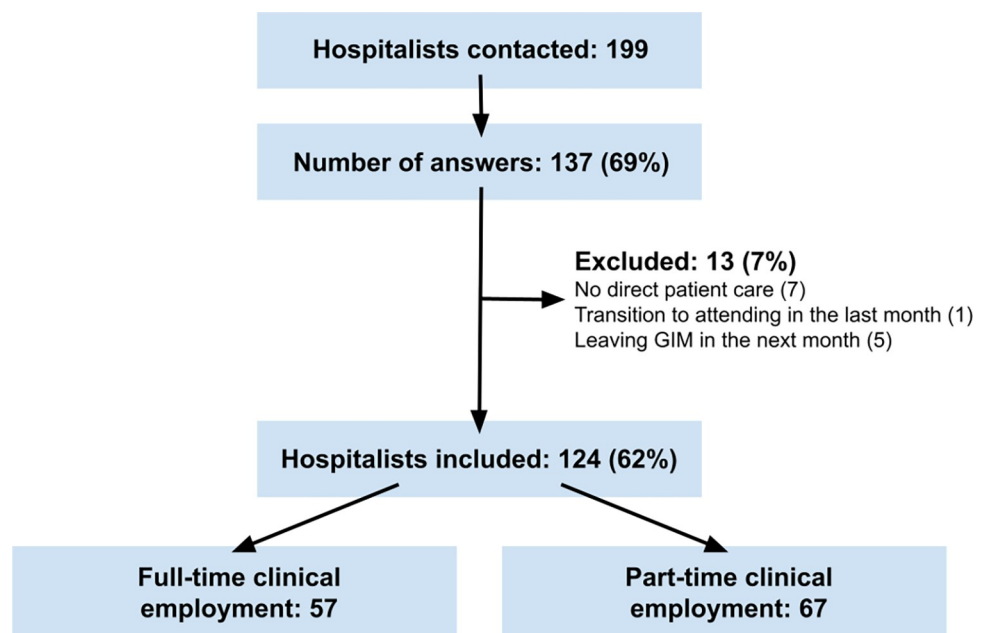 Hospitalists contacted: 199
Number of answers: 137 (69%)
Excluded: 13 (7%)
No direct patient care (7)
Transition to attending in the last month (1)
Leaving GIM in the next month (5)
Hospitalists included: 124 (62%)
Full-time clinical
employment: 57
Part-time clinical
employment: 67